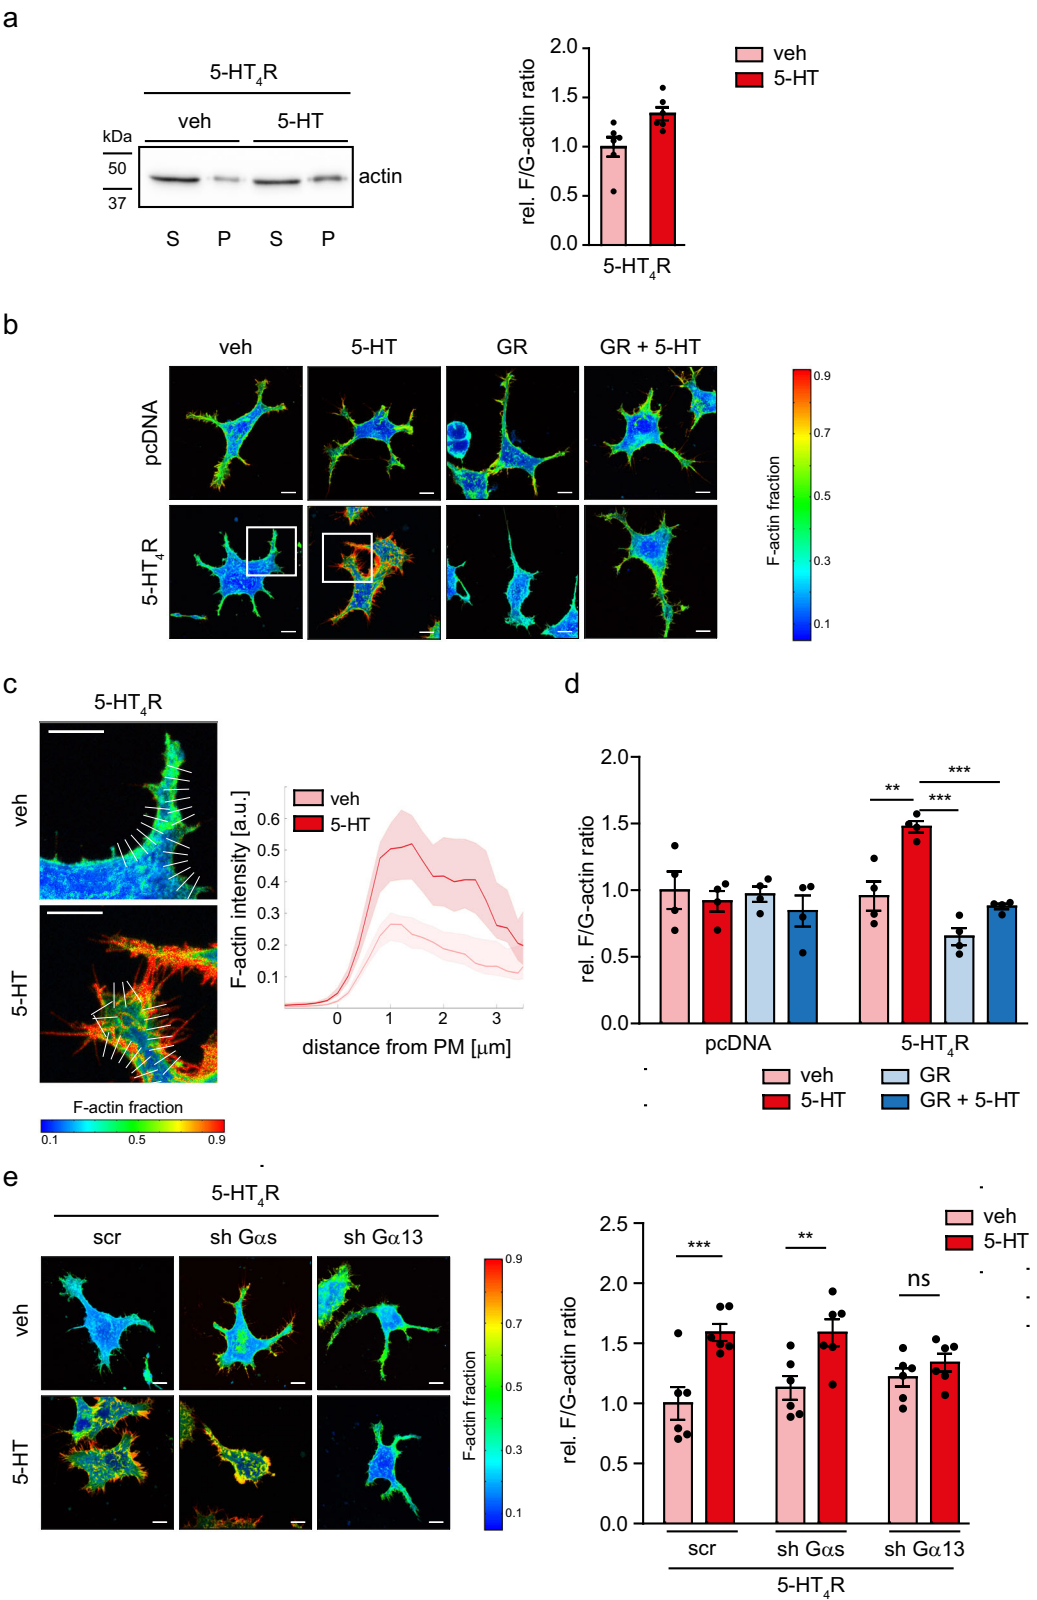 a
5-HT4R
veh 5-HT
kDa
50
37
actin
S P S P
rel. F/G-actin ratio
2.0
1.5
1.0
0.5
0.0
5-HT4R
veh
5-HT
b
veh 5-HT GR GR + 5-HT
pcDNA
5-HT4R
F-actin fraction
0.9
0.7
0.5
0.3
0.1
c
5-HT4R
veh
5-HT
F-actin fraction
0.1 0.5 0.9
F-actin intensity [a.u.]
veh
5-HT
0.6
0.5
0.4
0.3
0.2
0.1
0 1 2 3
distance from PM [µm]
d
rel. F/G-actin ratio
2.0
1.5
1.0
0.5
0.0
** *** ***
pcDNA 5-HT4R
veh GR
5-HT GR + 5-HT
e
5-HT4R
scr sh Gαs sh Gα13
veh
5-HT
F-actin fraction
0.9
0.7
0.5
0.3
0.1
rel. F/G-actin ratio
2.5
2.0
1.5
1.0
0.5
0.0
*** ** ns
veh
5-HT
scr sh Gαs sh Gα13
5-HT4R